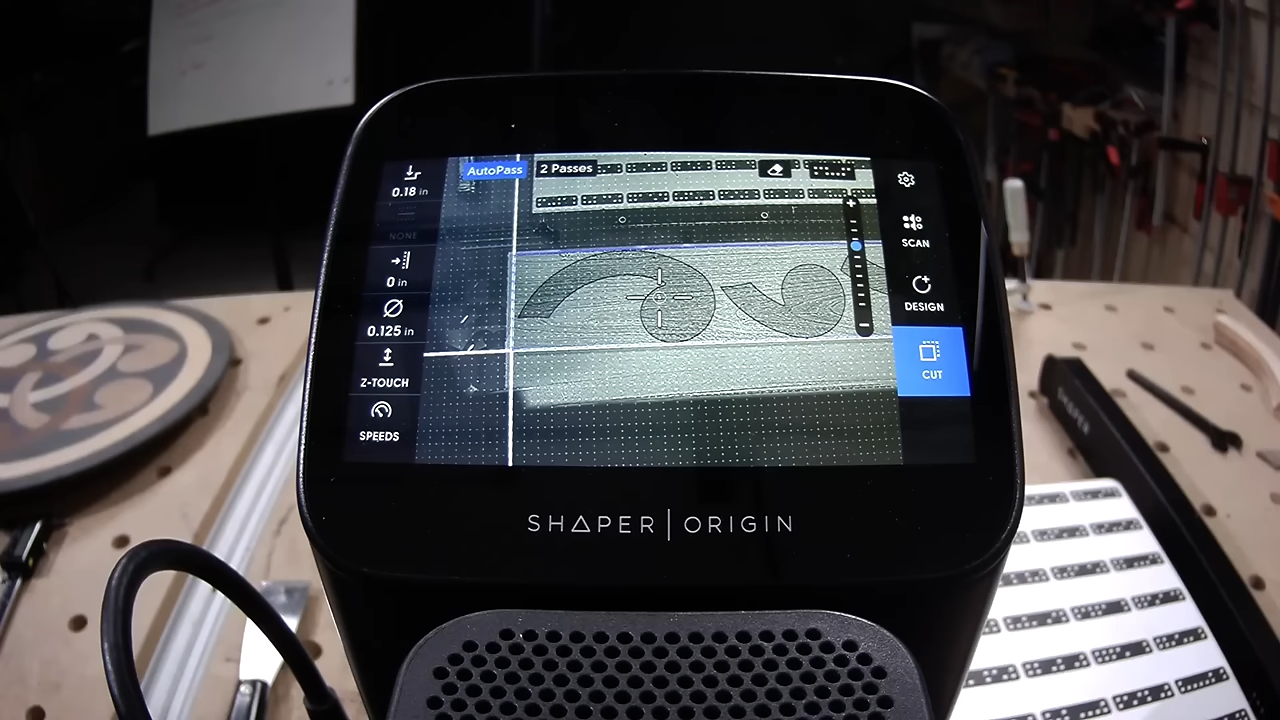 AutoPass
2 Passes
0.18 in
NONE
0 in
0.125 in
Z-TOUCH
SPEEDS
SCAN
DESIGN
CUT
SHAPER | ORIGIN
SHAPER